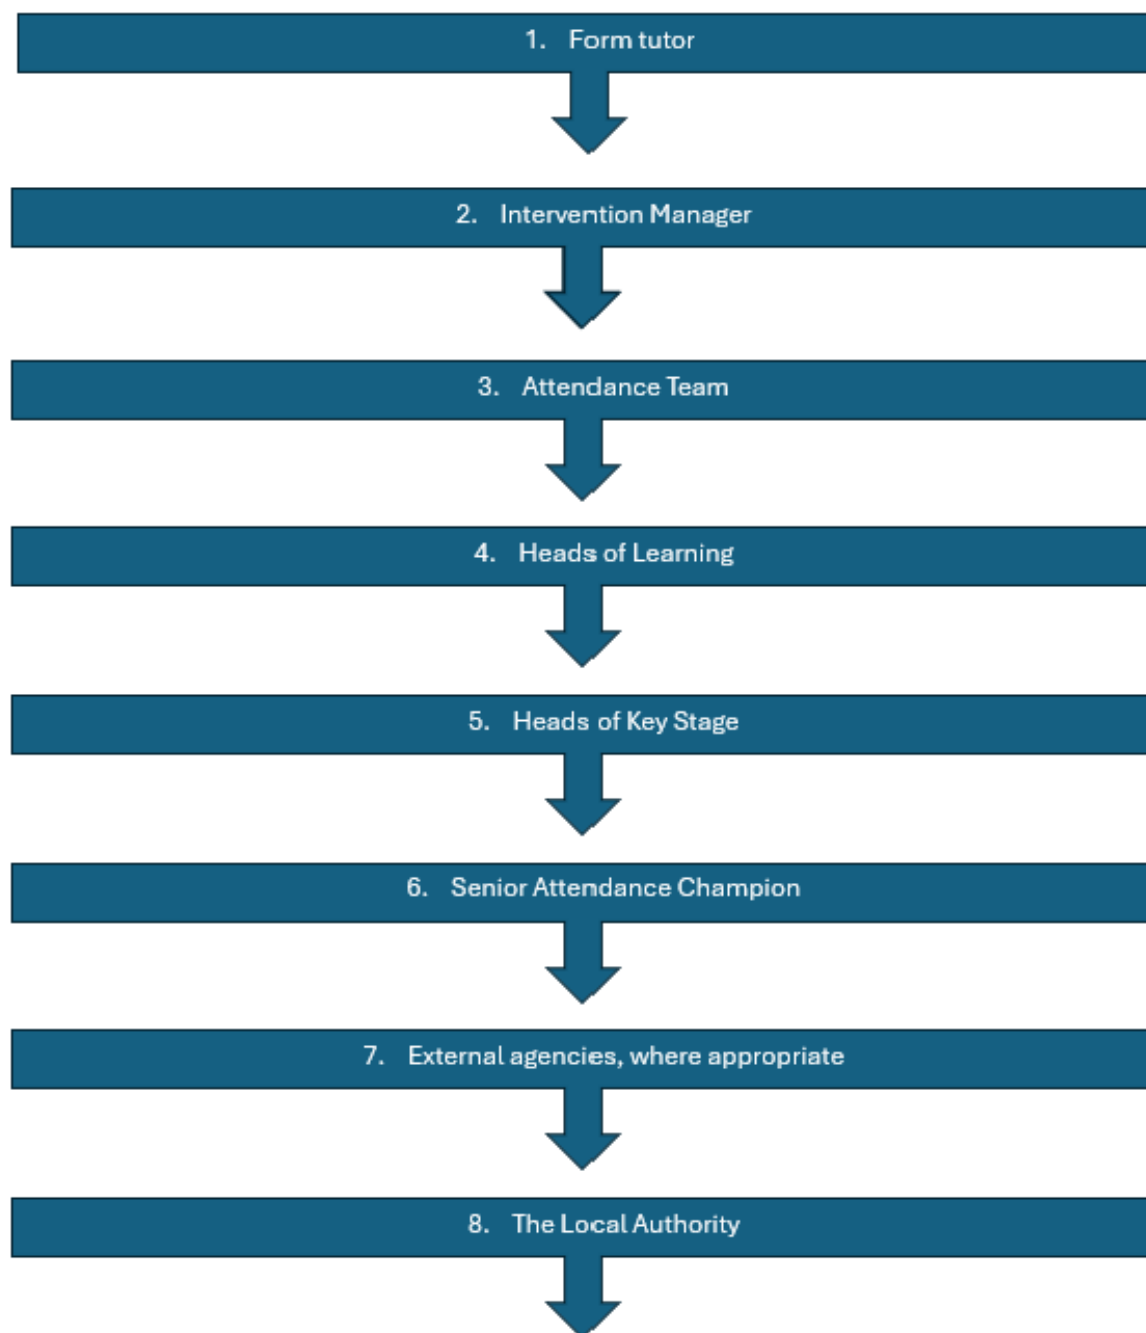 1. Form tutor
2. Intervention Manager
3. Attendance Team
4. Heads of Learning
5. Heads of Key Stage
6. Senior Attendance Champion
7. External agencies, where appropriate
8. The Local Authority